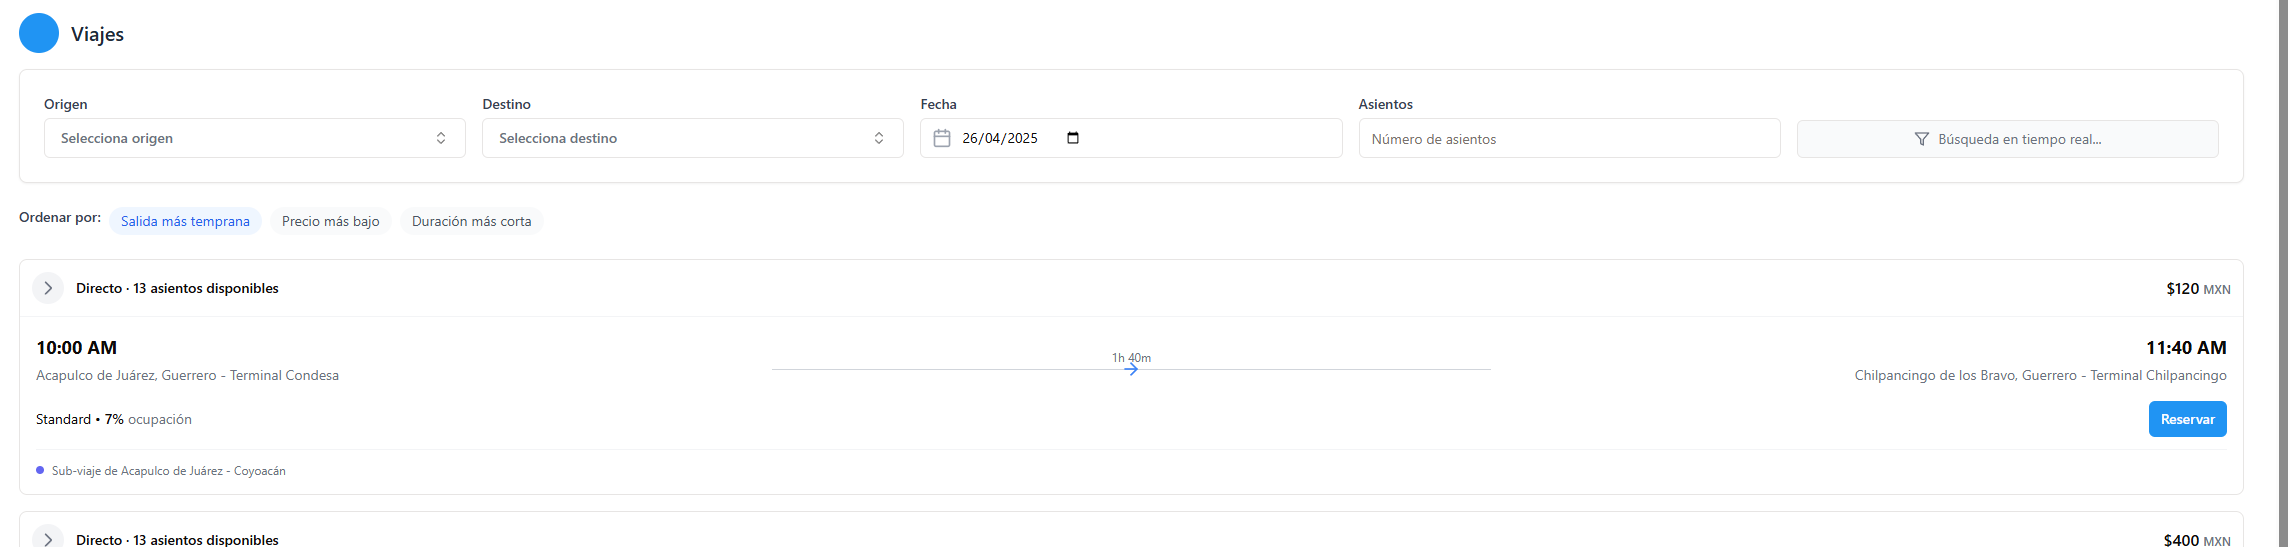 Viajes
Origen
Destino
Fecha
Asientos
Selecciona origen
Selecciona destino
26/04/2025
Número de asientos
Búsqueda en tiempo real...
Ordenar por:
Salida más temprana
Precio más bajo
Duración más corta
Directo · 13 asientos disponibles
$120 MXN
10:00 AM
1h 40m
11:40 AM
Acapulco de Juárez, Guerrero - Terminal Condesa
Chilpancingo de los Bravo, Guerrero - Terminal Chilpancingo
Standard • 7% ocupación
Reservar
Sub-viaje de Acapulco de Juárez - Coyoacán
Directo · 13 asientos disponibles
$400 MXN